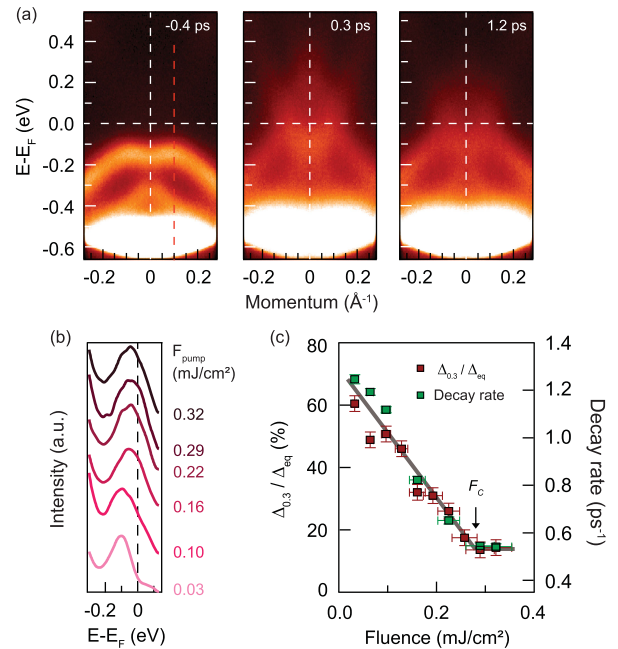 (a)
-0.4 ps
0.3 ps
1.2 ps
E-E_F (eV)
0.4
0.2
0.0
-0.2
-0.4
-0.6
-0.2 0 0.2
-0.2 0 0.2
-0.2 0 0.2
Momentum (Å⁻¹)
(b)
F_pump
(mJ/cm²)
0.32
0.29
0.22
0.16
0.10
0.03
Intensity (a.u.)
-0.2 0
E-E_F (eV)
(c)
Δ_0.3 / Δ_eq
Decay rate
F_c
Δ_0.3 / Δ_eq (%)
80
60
40
20
0
Decay rate (ps⁻¹)
1.4
1.2
1.0
0.8
0.6
0.4
0.0 0.2 0.4
Fluence (mJ/cm²)